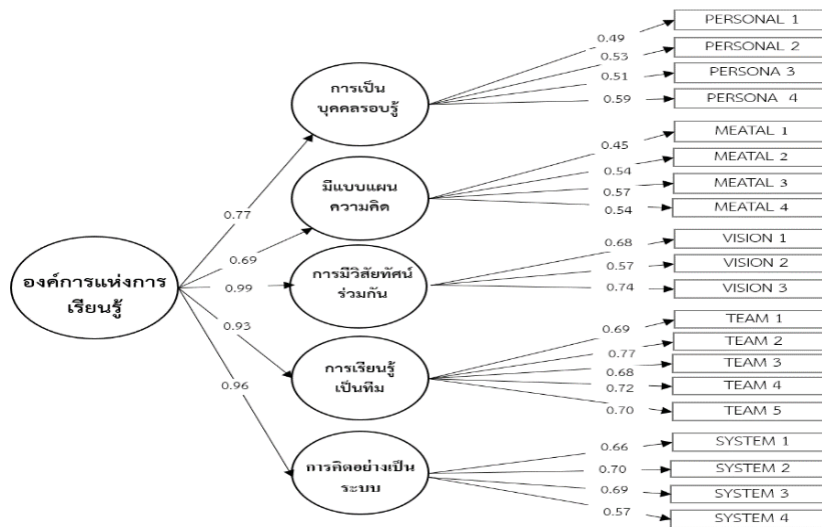 PERSONAL 1
0.49
PERSONAL 2
0.53
การเป็น
บุคคลรอบรู้
0.51
PERSONA 3
0.59
PERSONA 4
MEATAL 1
0.45
MEATAL 2
0.54
มีแบบแผน
ความคิด
0.57
MEATAL 3
0.54
MEATAL 4
0.77
0.68
VISION 1
0.69
การมีวิสัยทัศน์
ร่วมกัน
0.57
VISION 2
องค์การแห่งการ
เรียนรู้
0.99
0.74
VISION 3
0.93
0.69
TEAM 1
0.77
TEAM 2
การเรียนรู้
เป็นทีม
0.68
TEAM 3
0.72
TEAM 4
0.96
0.70
TEAM 5
0.66
SYSTEM 1
การคิดอย่างเป็น
ระบบ
0.70
SYSTEM 2
0.69
SYSTEM 3
0.57
SYSTEM 4